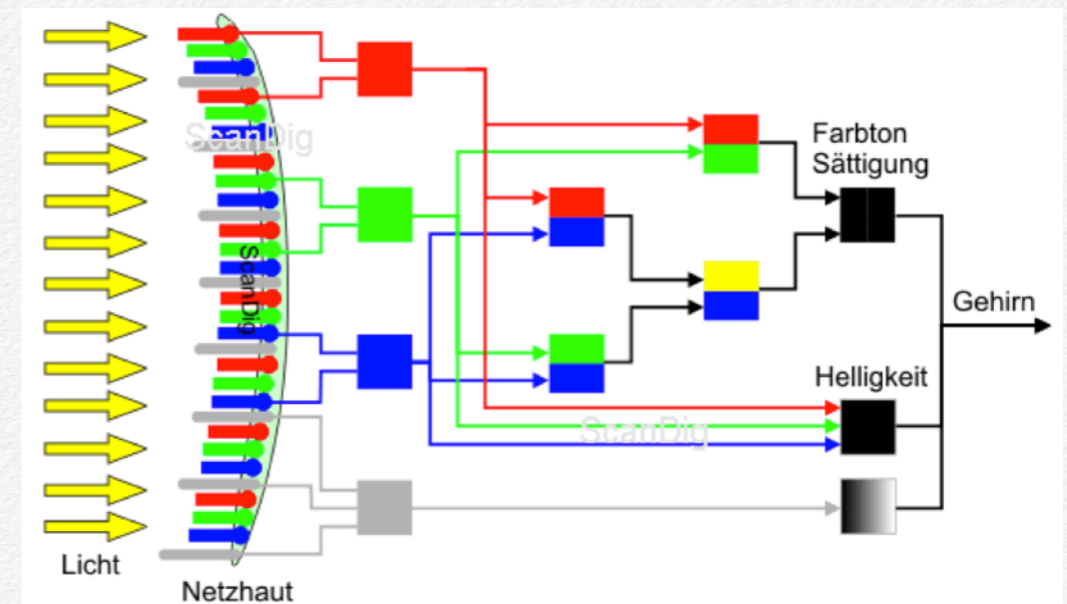 ScanDig
Farbton
Sättigung
ScanDig
Gehirn
Helligkeit
ScanDig
Licht
Netzhaut